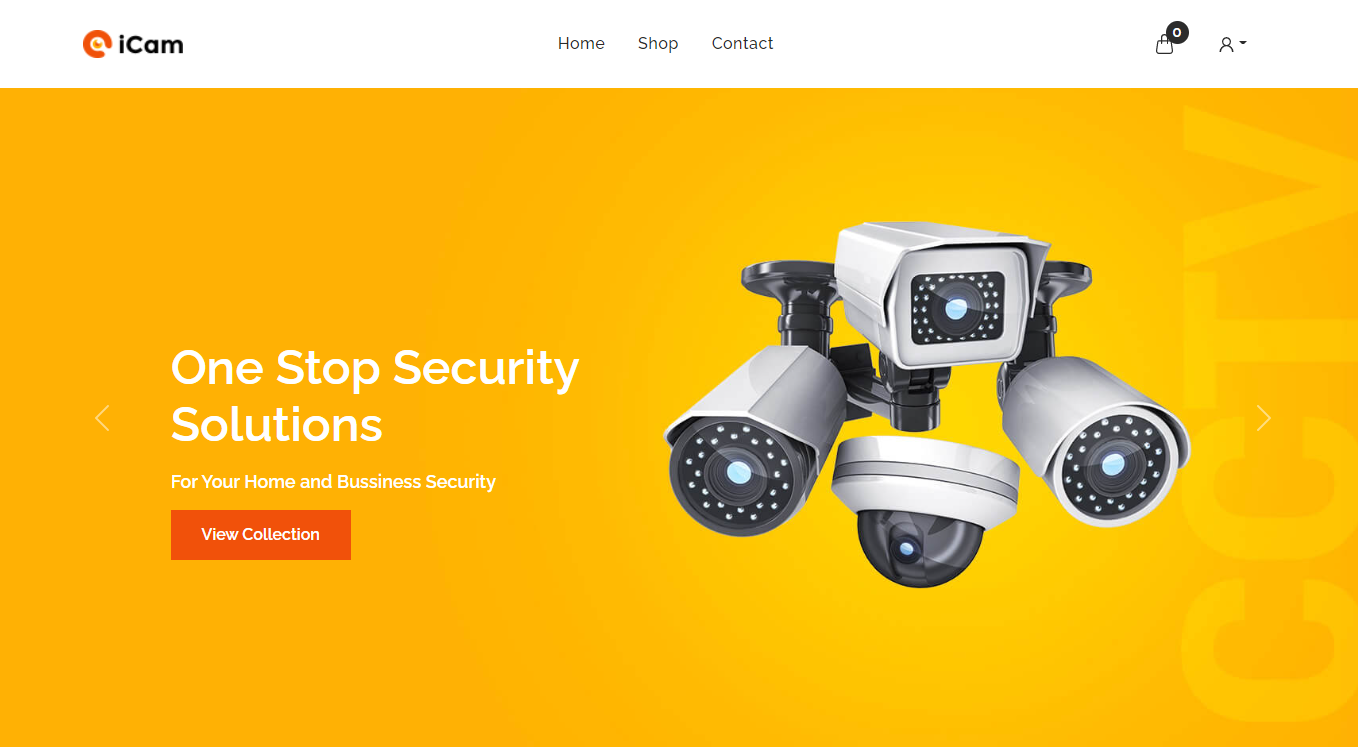 iCam
Home
Shop
Contact
0
CCTV
One Stop Security
Solutions
For Your Home and Bussiness Security
View Collection